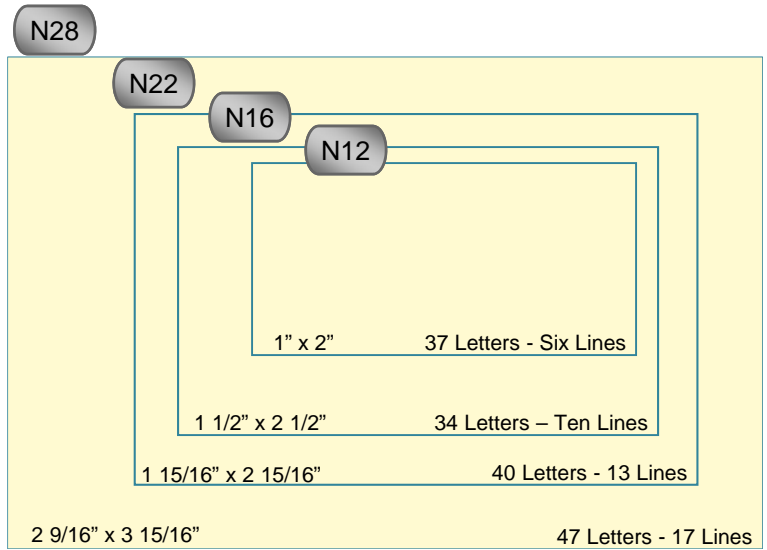 N28
N22
N16
N12
1” x 2” 37 Letters - Six Lines
1 1/2” x 2 1/2” 34 Letters – Ten Lines
1 15/16” x 2 15/16” 40 Letters - 13 Lines
2 9/16” x 3 15/16” 47 Letters - 17 Lines